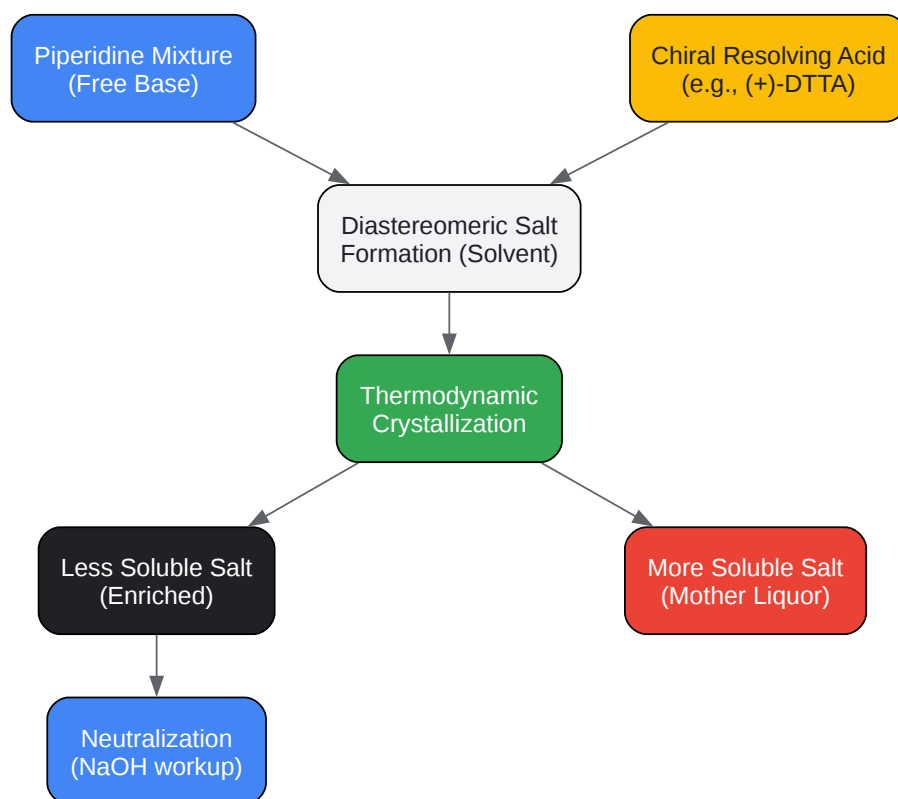 Piperidine Mixture
(Free Base)
Chiral Resolving Acid
(e.g., (+)-DTTA)
Diastereomeric Salt
Formation (Solvent)
Thermodynamic
Crystallization
Less Soluble Salt
(Enriched)
More Soluble Salt
(Mother Liquor)
Neutralization
(NaOH workup)